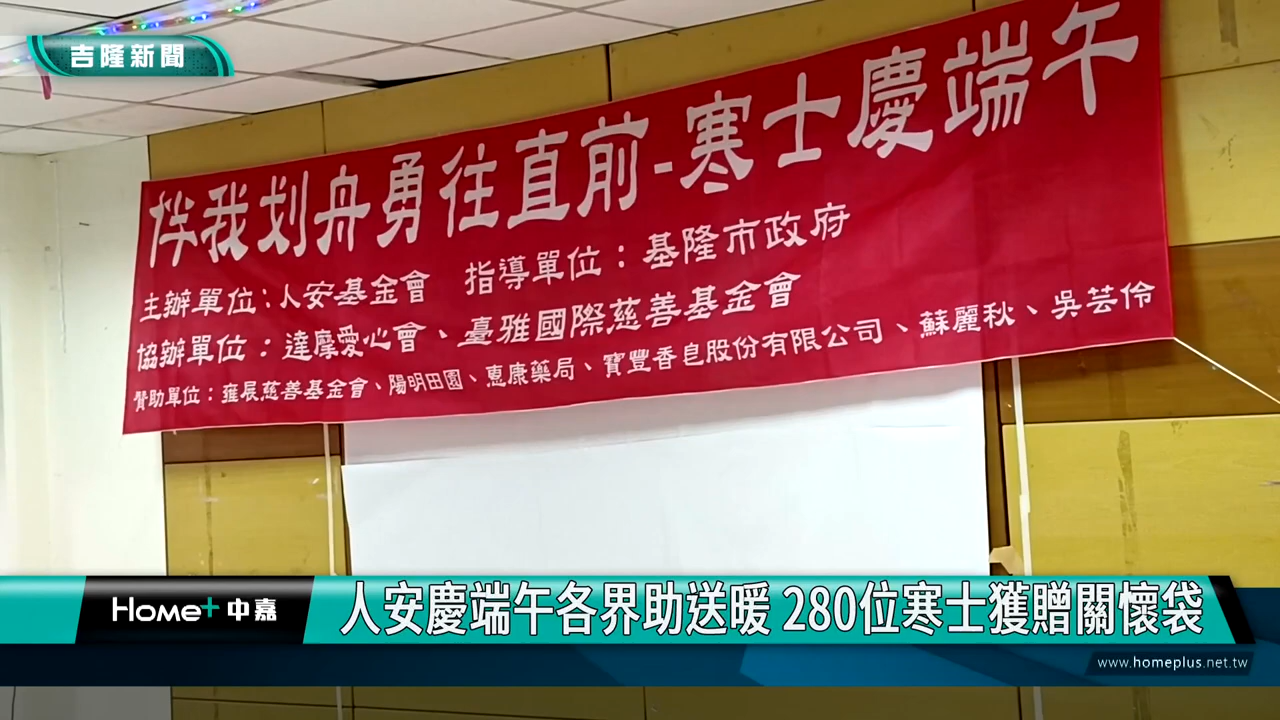 吉隆新聞
伴我划舟勇往直前-寒士慶端午
主辦單位：人安基金會 指導單位：基隆市政府
協辦單位：達摩愛心會、臺雅國際慈善基金會
贊助單位：雍展慈善基金會、陽明田園、惠康藥局、寶豐香皂股份有限公司、蘇麗秋、吳芸伶
Home+中嘉
人安慶端午各界助送暖 280位寒士獲贈關懷袋
www.homeplus.net.tw